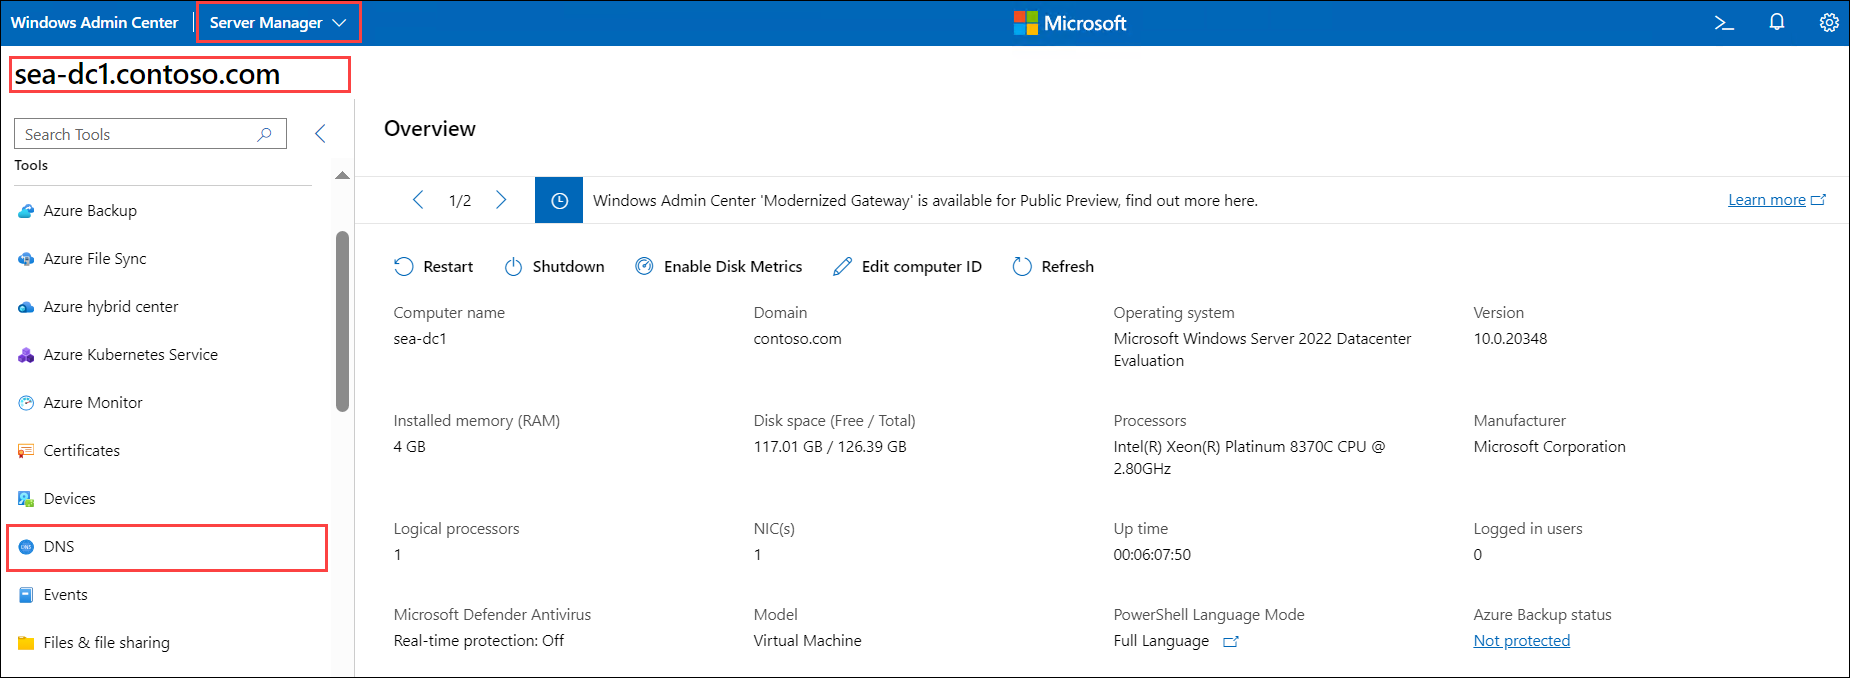 Windows Admin Center
Server Manager
Microsoft
sea-dc1.contoso.com
Search Tools
Tools
Azure Backup
Azure File Sync
Azure hybrid center
Azure Kubernetes Service
Azure Monitor
Certificates
Devices
DNS
Events
Files & file sharing
Overview
1/2
Windows Admin Center 'Modernized Gateway' is available for Public Preview, find out more here.
Learn more
Restart
Shutdown
Enable Disk Metrics
Edit computer ID
Refresh
Computer name
sea-dc1
Domain
contoso.com
Operating system
Microsoft Windows Server 2022 Datacenter
Evaluation
Version
10.0.20348
Installed memory (RAM)
4 GB
Disk space (Free / Total)
117.01 GB / 126.39 GB
Processors
Intel(R) Xeon(R) Platinum 8370C CPU @
2.80GHz
Manufacturer
Microsoft Corporation
Logical processors
1
NIC(s)
1
Up time
00:06:07:50
Logged in users
0
Microsoft Defender Antivirus
Real-time protection: Off
Model
Virtual Machine
PowerShell Language Mode
Full Language
Azure Backup status
Not protected